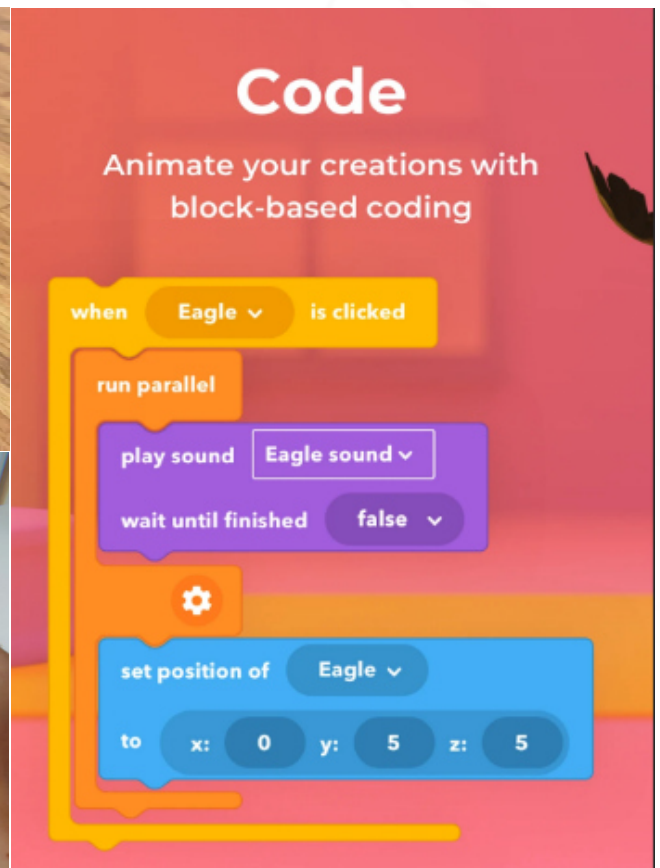 Code
Animate your creations with
block-based coding
when Eagle is clicked
run parallel
play sound Eagle sound
wait until finished false
set position of Eagle
to x: 0 y: 5 z: 5